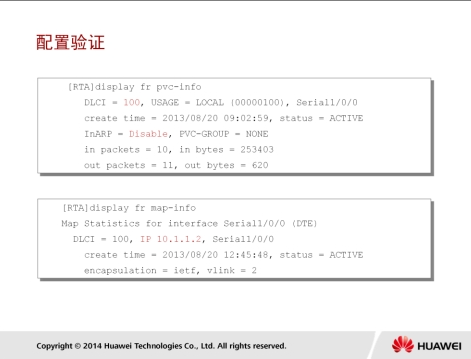 配置验证
[RTA]display fr pvc-info
DLCI = 100, USAGE = LOCAL (00000100), Serial1/0/0
create time = 2013/08/20 09:02:59, status = ACTIVE
InARP = Disable, PVC-GROUP = NONE
in packets = 10, in bytes = 253403
out packets = 11, out bytes = 620
[RTA]display fr map-info
Map Statistics for interface Serial1/0/0 (DTE)
DLCI = 100, IP 10.1.1.2, Serial1/0/0
create time = 2013/08/20 12:45:48, status = ACTIVE
encapsulation = ietf, vlink = 2
Copyright © 2014 Huawei Technologies Co., Ltd. All rights reserved.
HUAWEI